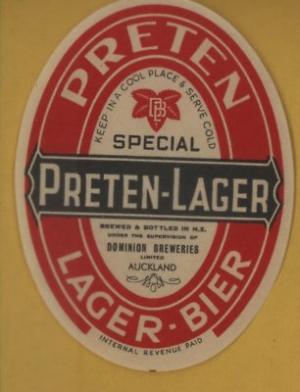 PRETEN
KEEP IN A COOL PLACE & SERVE COLD
SPECIAL
PRETEN-LAGER
BREWED & BOTTLED IN N.Z.
UNDER THE SUPERVISION OF
DOMINION BREWERIES
LIMITED
AUCKLAND
LAGER-BIER
INTERNAL REVENUE PAID